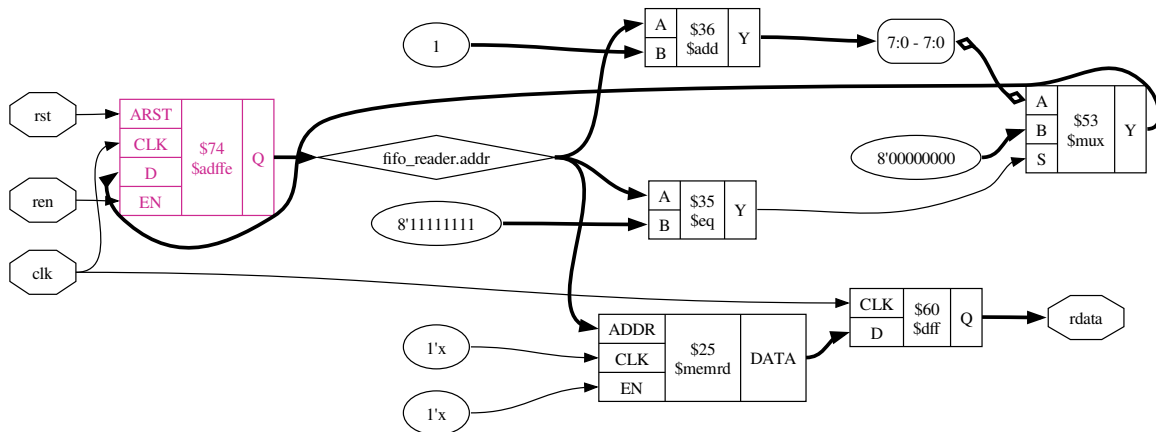 1
A
B
$36
$add
Y
7:0 - 7:0
rst
ARST
CLK
D
EN
$74
$adffe
Q
fifo_reader.addr
A
B
S
$53
$mux
Y
8'00000000
ren
8'11111111
A
B
$35
$eq
Y
clk
CLK
D
$60
$dff
Q
rdata
1'x
ADDR
CLK
EN
$25
$memrd
DATA
1'x